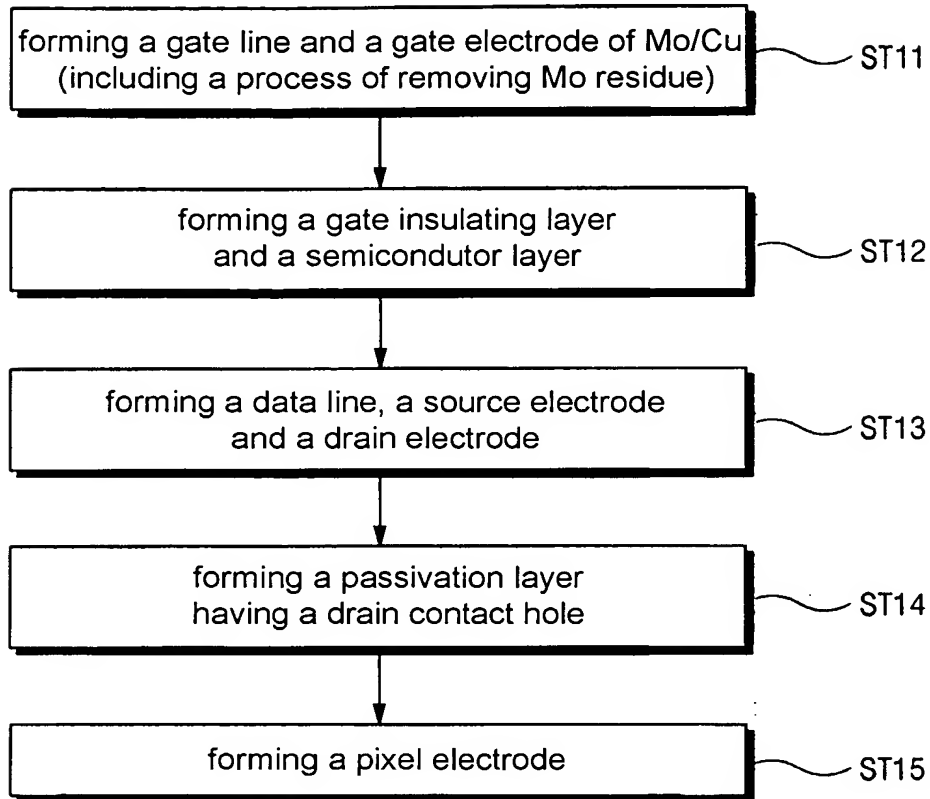 forming a gate line and a gate electrode of Mo/Cu
(including a process of removing Mo residue)
ST11
forming a gate insulating layer
and a semicondutor layer
ST12
forming a data line, a source electrode
and a drain electrode
ST13
forming a passivation layer
having a drain contact hole
ST14
forming a pixel electrode
ST15